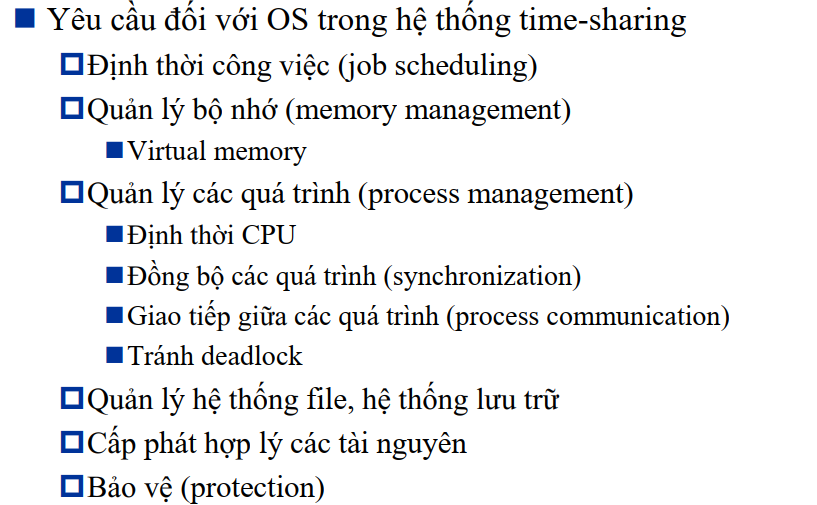 Yêu cầu đối với OS trong hệ thống time-sharing
Định thời công việc (job scheduling)
Quản lý bộ nhớ (memory management)
Virtual memory
Quản lý các quá trình (process management)
Định thời CPU
Đồng bộ các quá trình (synchronization)
Giao tiếp giữa các quá trình (process communication)
Tránh deadlock
Quản lý hệ thống file, hệ thống lưu trữ
Cấp phát hợp lý các tài nguyên
Bảo vệ (protection)